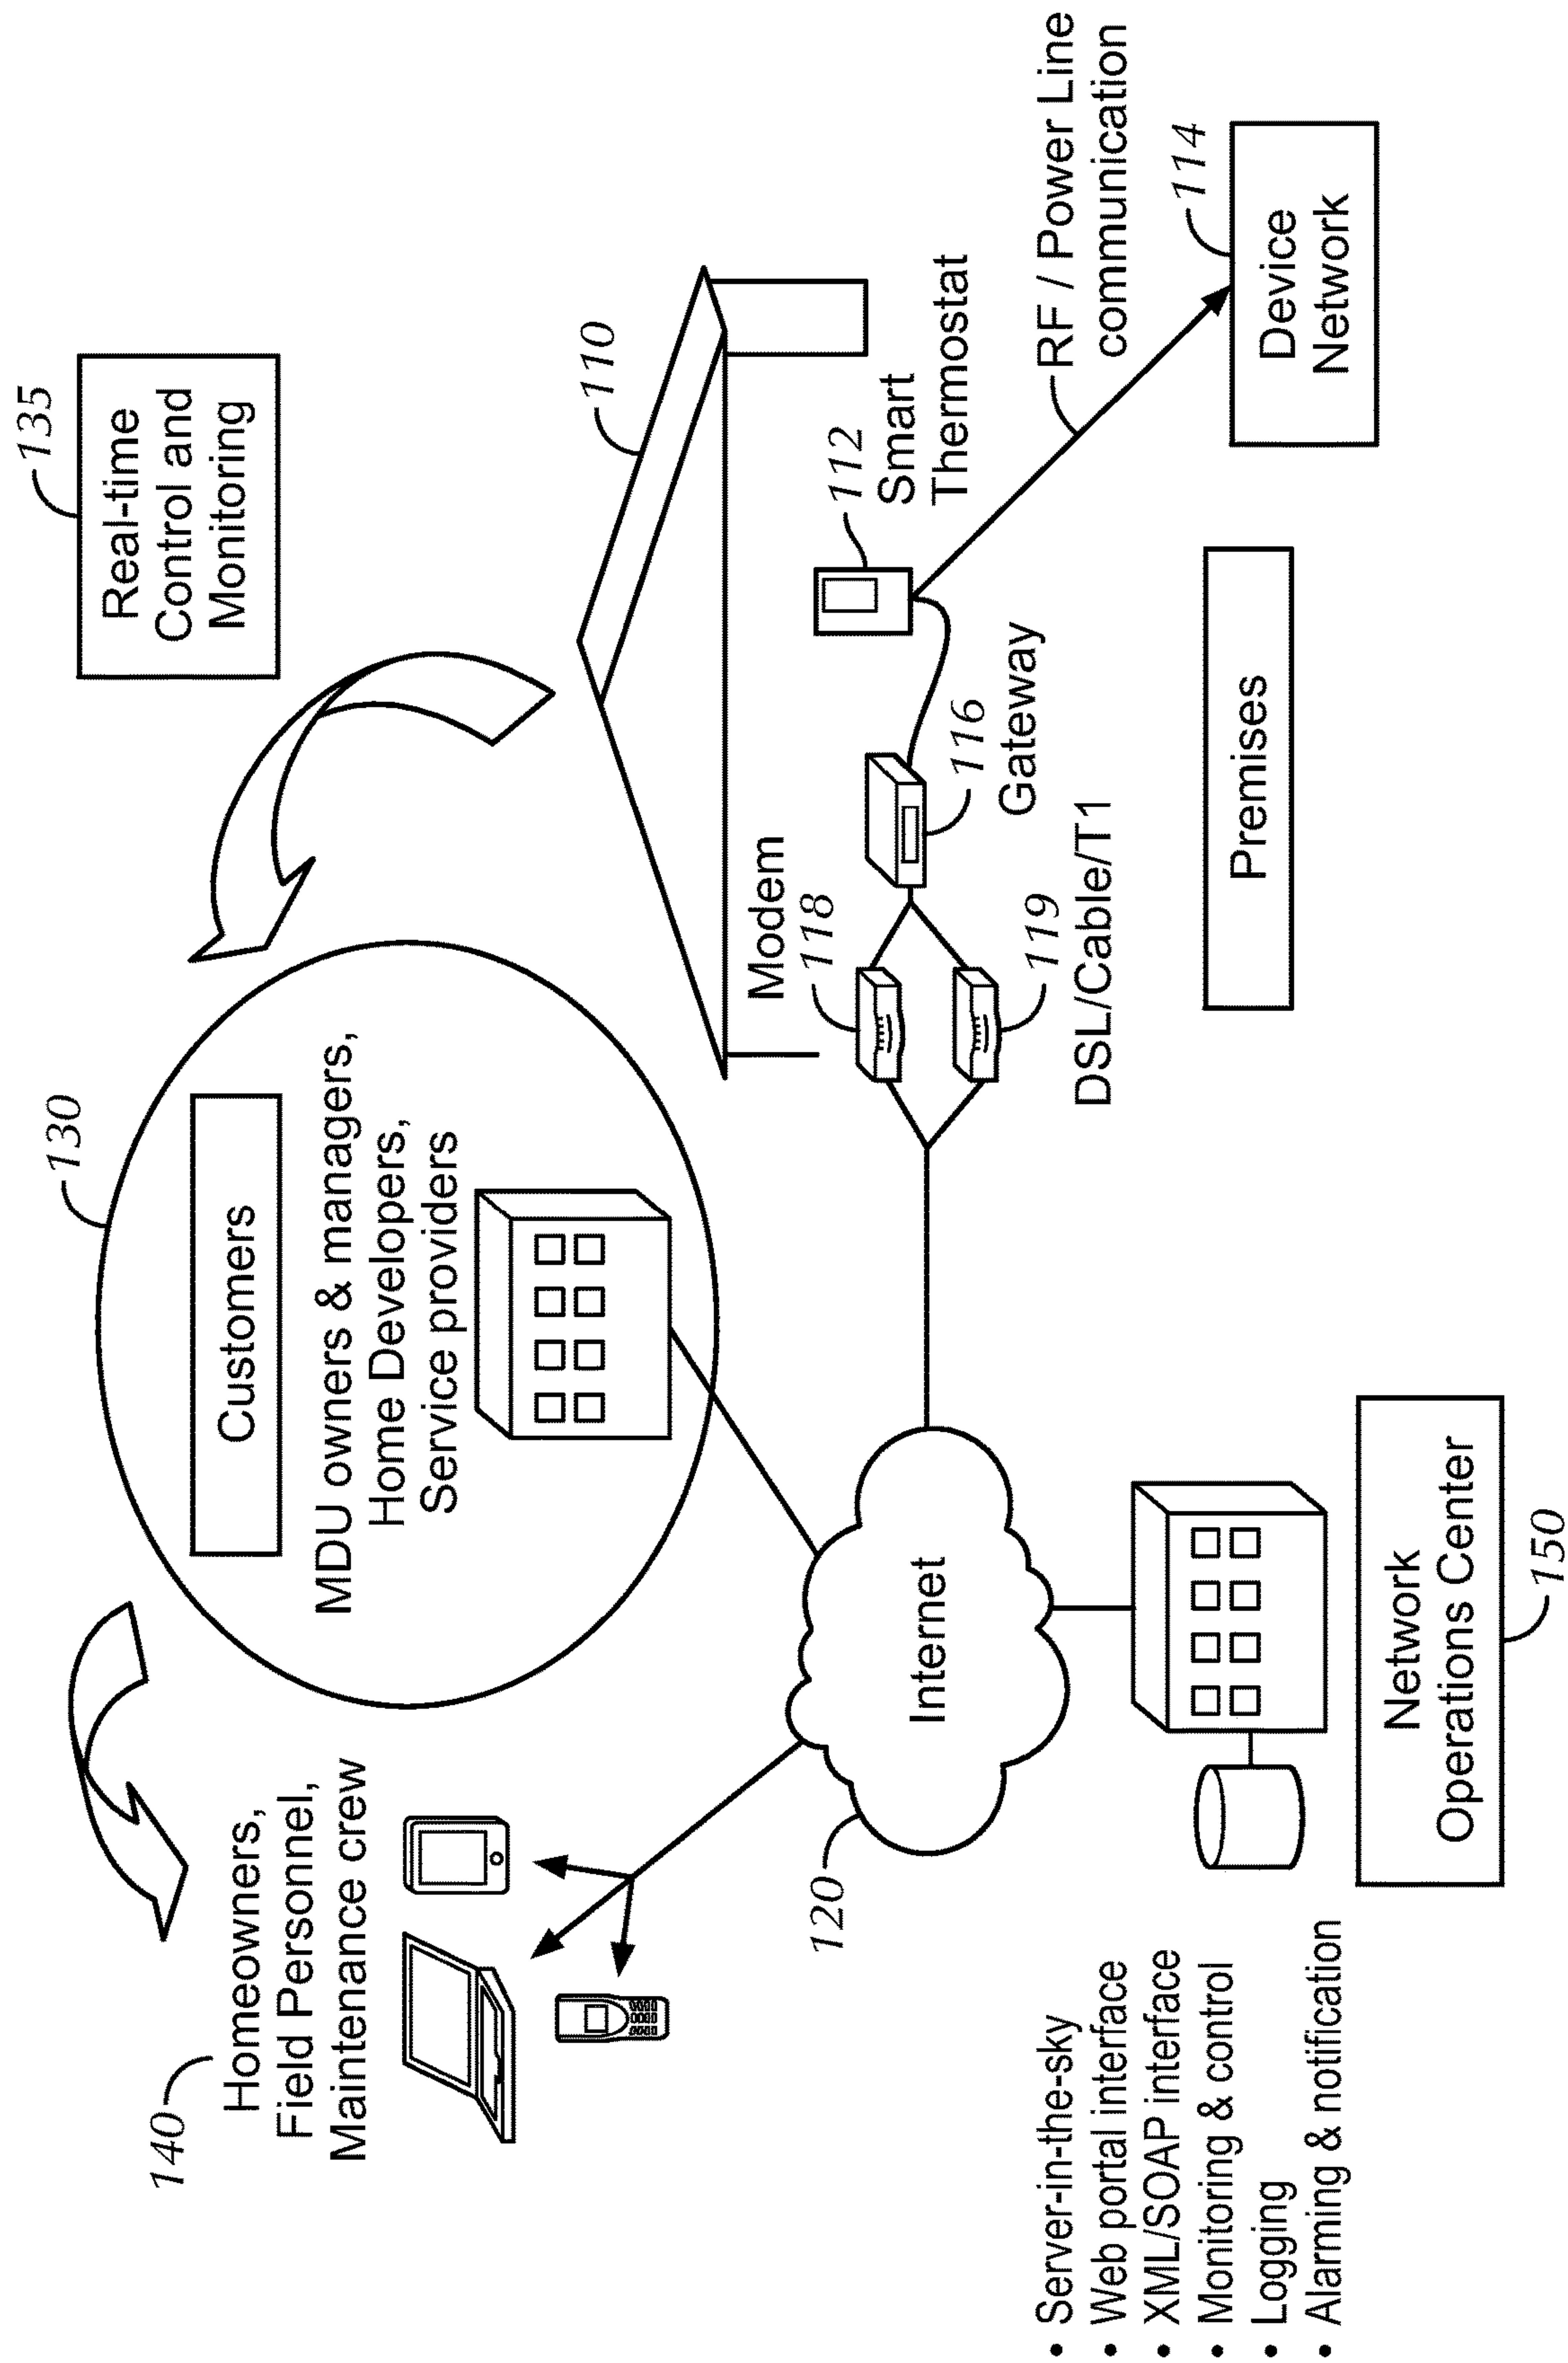 140
Homeowners,
Field Personnel,
Maintenance crew
130
Customers
MDU owners & managers,
Home Developers,
Service providers
135
Real-time
Control and
Monitoring
110
120
Internet
Modem
118
119
DSL/Cable/T1
116
Gateway
112
Smart
Thermostat
RF / Power Line
communication
114
Device
Network
Premises
• Server-in-the-sky
• Web portal interface
• XML/SOAP interface
• Monitoring & control
• Logging
• Alarming & notification
Network
Operations Center
150